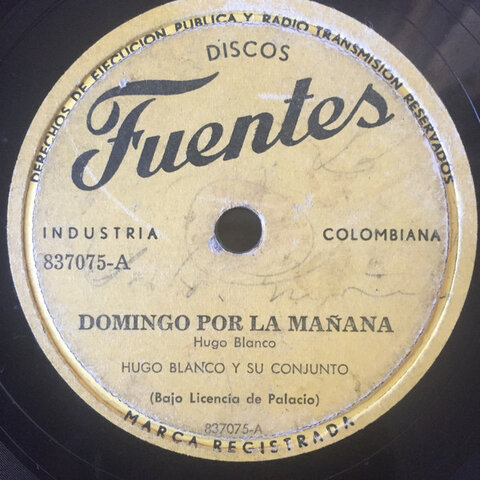 DERECHOS DE EJECUCION PUBLICA Y RADIO TRANSMISION RESERVADOS
DISCOS
Fuentes
INDUSTRIA COLOMBIANA
837075-A
DOMINGO POR LA MAÑANA
Hugo Blanco
HUGO BLANCO Y SU CONJUNTO
(Bajo Licencia de Palacio)
837075-A
MARCA REGISTRADA